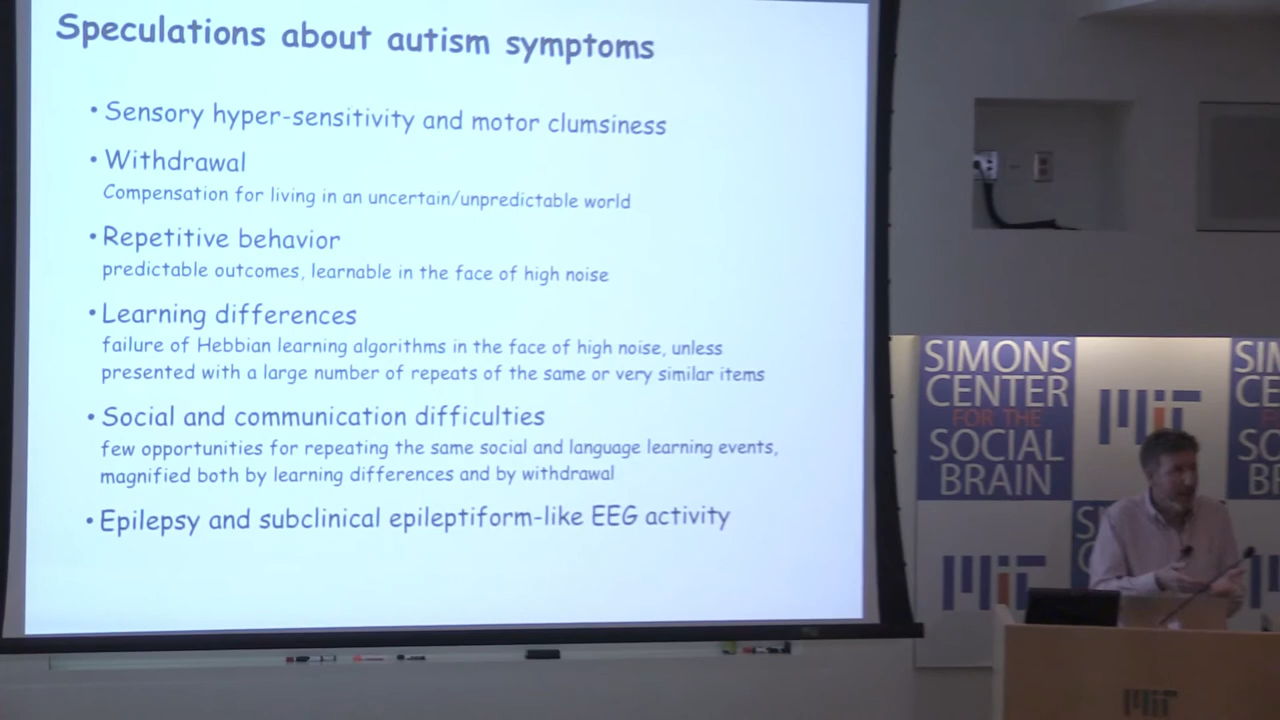 Speculations about autism symptoms
• Sensory hyper-sensitivity and motor clumsiness
• Withdrawal
Compensation for living in an uncertain/unpredictable world
• Repetitive behavior
predictable outcomes, learnable in the face of high noise
• Learning differences
failure of Hebbian learning algorithms in the face of high noise, unless
presented with a large number of repeats of the same or very similar items
• Social and communication difficulties
few opportunities for repeating the same social and language learning events,
magnified both by learning differences and by withdrawal
• Epilepsy and subclinical epileptiform-like EEG activity
SIMONS
CENTER
FOR THE
SOCIAL
BRAIN
MIT
MIT
MIT